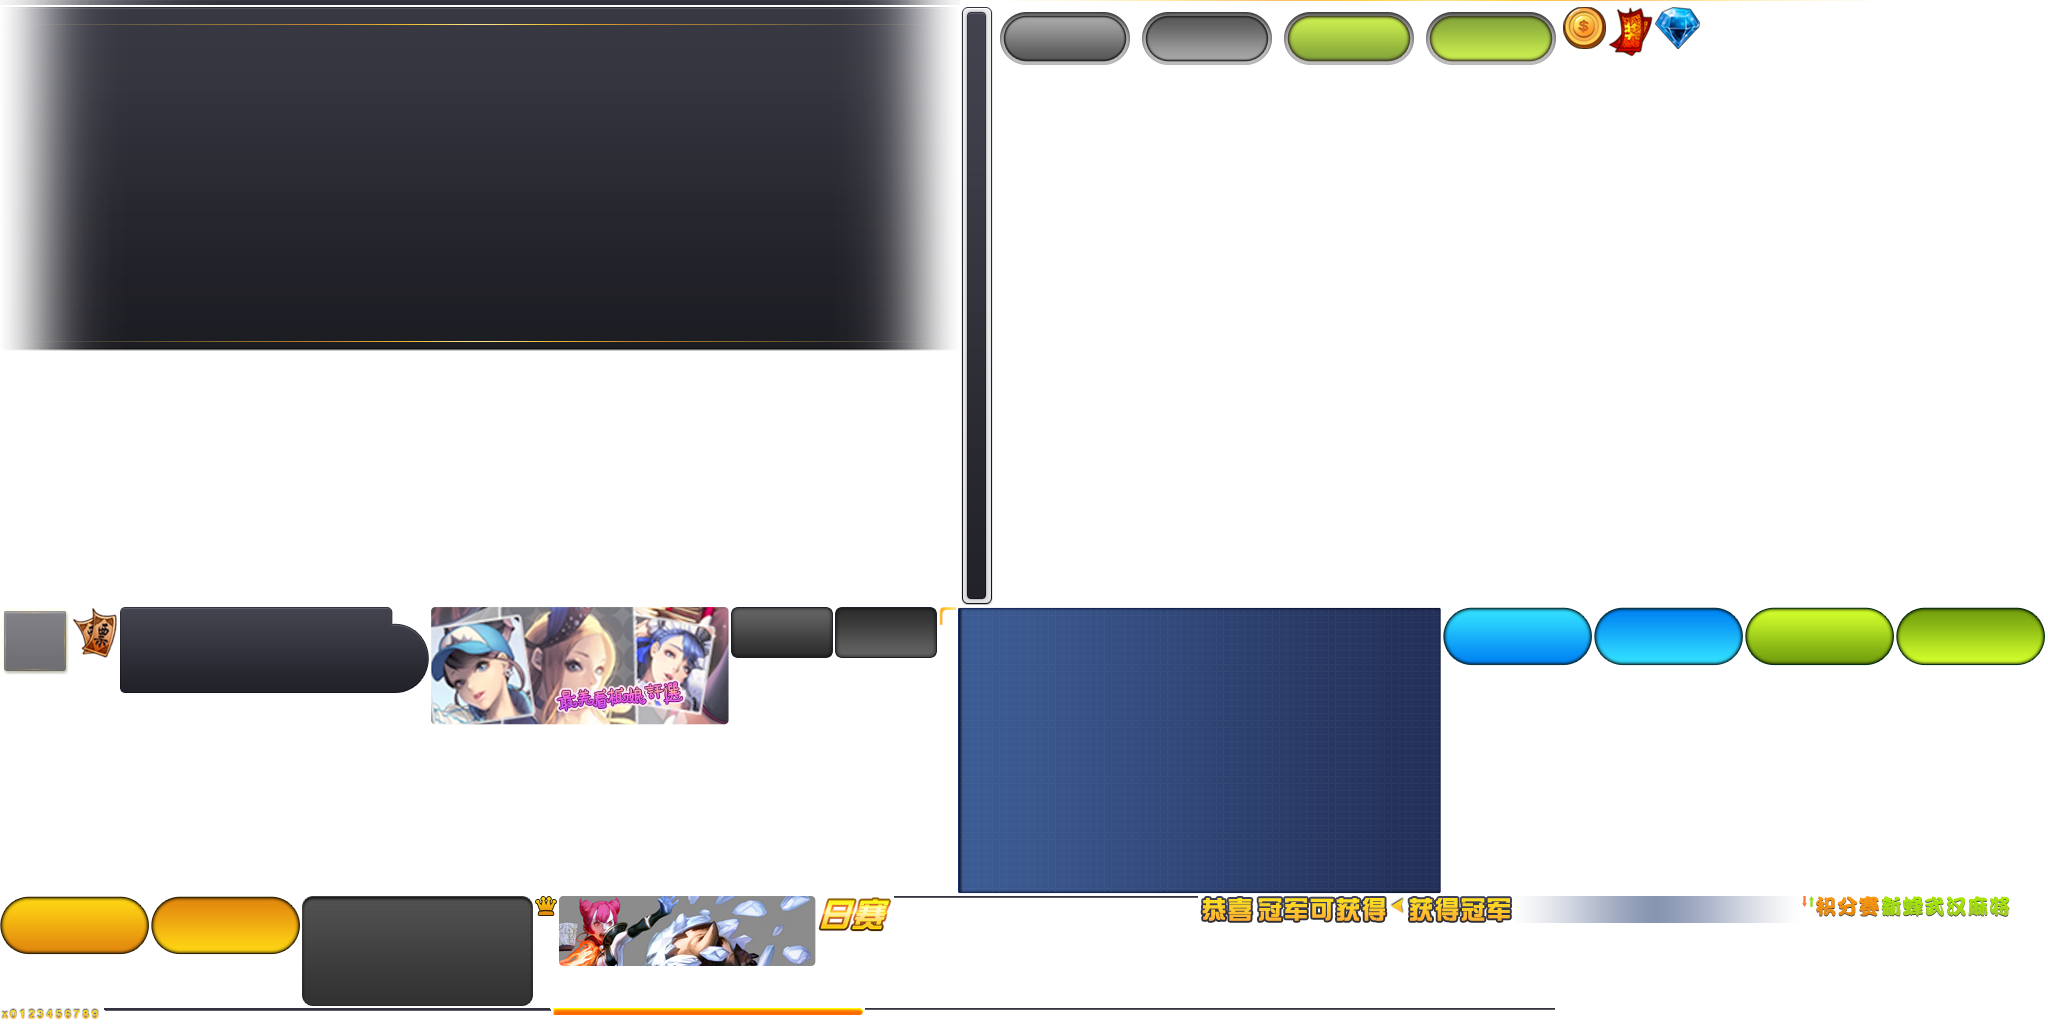 $
票
最美看板娘 評選
日赛
恭喜 冠军可获得
获得冠军
积分赛
新蜂武汉麻将
x0123456789